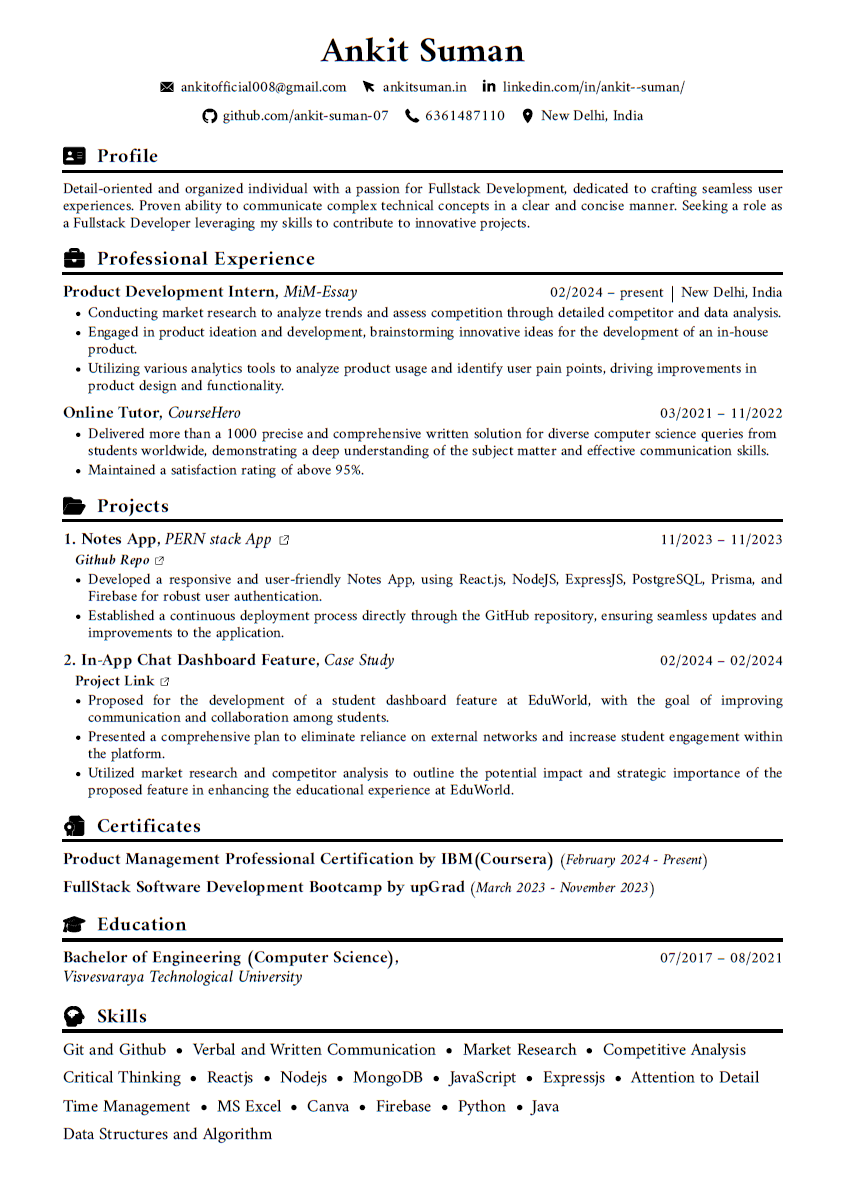 Ankit Suman
ankitofficial008@gmail.com ankitsuman.in linkedin.com/in/ankit--suman/
github.com/ankit-suman-07 6361487110 New Delhi, India
Profile
Detail-oriented and organized individual with a passion for Fullstack Development, dedicated to crafting seamless user
experiences. Proven ability to communicate complex technical concepts in a clear and concise manner. Seeking a role as
a Fullstack Developer leveraging my skills to contribute to innovative projects.
Professional Experience
Product Development Intern, MiM-Essay 02/2024 – present | New Delhi, India
• Conducting market research to analyze trends and assess competition through detailed competitor and data analysis.
• Engaged in product ideation and development, brainstorming innovative ideas for the development of an in-house
product.
• Utilizing various analytics tools to analyze product usage and identify user pain points, driving improvements in
product design and functionality.
Online Tutor, CourseHero 03/2021 – 11/2022
• Delivered more than a 1000 precise and comprehensive written solution for diverse computer science queries from
students worldwide, demonstrating a deep understanding of the subject matter and effective communication skills.
• Maintained a satisfaction rating of above 95%.
Projects
1. Notes App, PERN stack App 11/2023 – 11/2023
Github Repo
• Developed a responsive and user-friendly Notes App, using React.js, NodeJS, ExpressJS, PostgreSQL, Prisma, and
Firebase for robust user authentication.
• Established a continuous deployment process directly through the GitHub repository, ensuring seamless updates and
improvements to the application.
2. In-App Chat Dashboard Feature, Case Study 02/2024 – 02/2024
Project Link
• Proposed for the development of a student dashboard feature at EduWorld, with the goal of improving
communication and collaboration among students.
• Presented a comprehensive plan to eliminate reliance on external networks and increase student engagement within
the platform.
• Utilized market research and competitor analysis to outline the potential impact and strategic importance of the
proposed feature in enhancing the educational experience at EduWorld.
Certificates
Product Management Professional Certification by IBM(Coursera) (February 2024 - Present)
FullStack Software Development Bootcamp by upGrad (March 2023 - November 2023)
Education
Bachelor of Engineering (Computer Science), 07/2017 – 08/2021
Visvesvaraya Technological University
Skills
Git and Github • Verbal and Written Communication • Market Research • Competitive Analysis
Critical Thinking • Reactjs • Nodejs • MongoDB • JavaScript • Expressjs • Attention to Detail
Time Management • MS Excel • Canva • Firebase • Python • Java
Data Structures and Algorithm